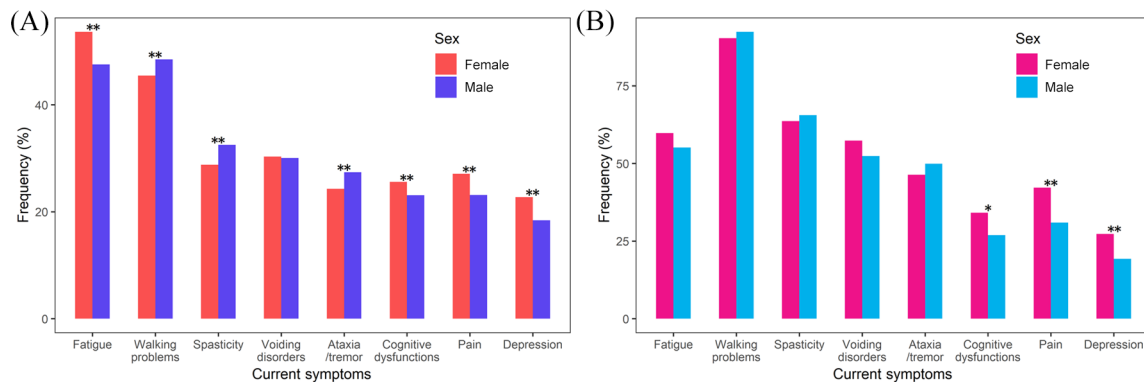 (A)
Frequency (%)
40
20
0
**
**
**
**
**
**
**
Sex
Female
Male
Fatigue
Walking
problems
Spasticity
Voiding
disorders
Ataxia
/tremor
Cognitive
dysfunctions
Pain
Depression
Current symptoms
(B)
Frequency (%)
75
50
25
0
*
**
**
Sex
Female
Male
Fatigue
Walking
problems
Spasticity
Voiding
disorders
Ataxia
/tremor
Cognitive
dysfunctions
Pain
Depression
Current symptoms